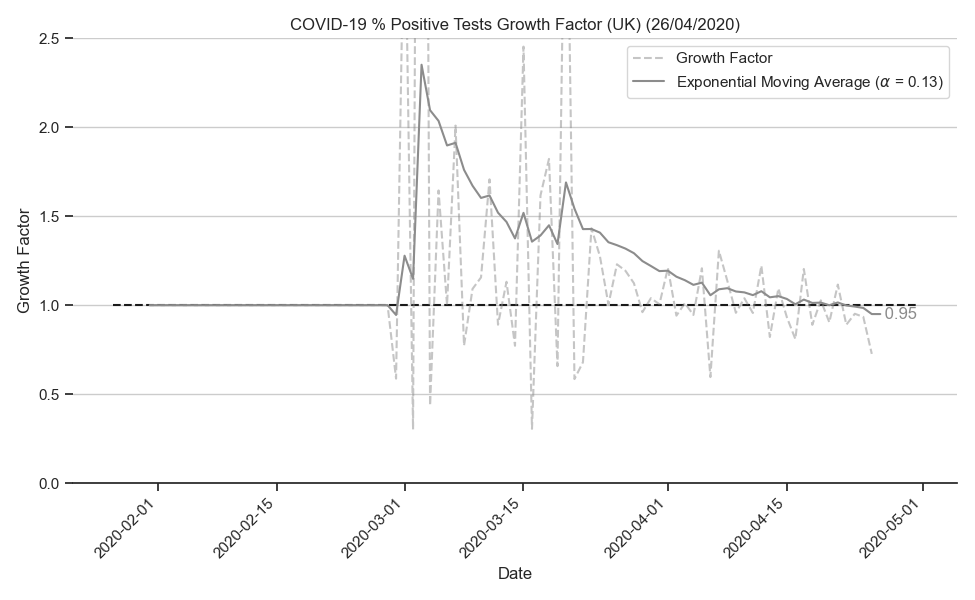 COVID-19 % Positive Tests Growth Factor (UK) (26/04/2020)
Growth Factor
Exponential Moving Average (α = 0.13)
2.5
2.0
1.5
1.0
0.5
0.0
Growth Factor
0.95
2020-02-01
2020-02-15
2020-03-01
2020-03-15
2020-04-01
2020-04-15
2020-05-01
Date